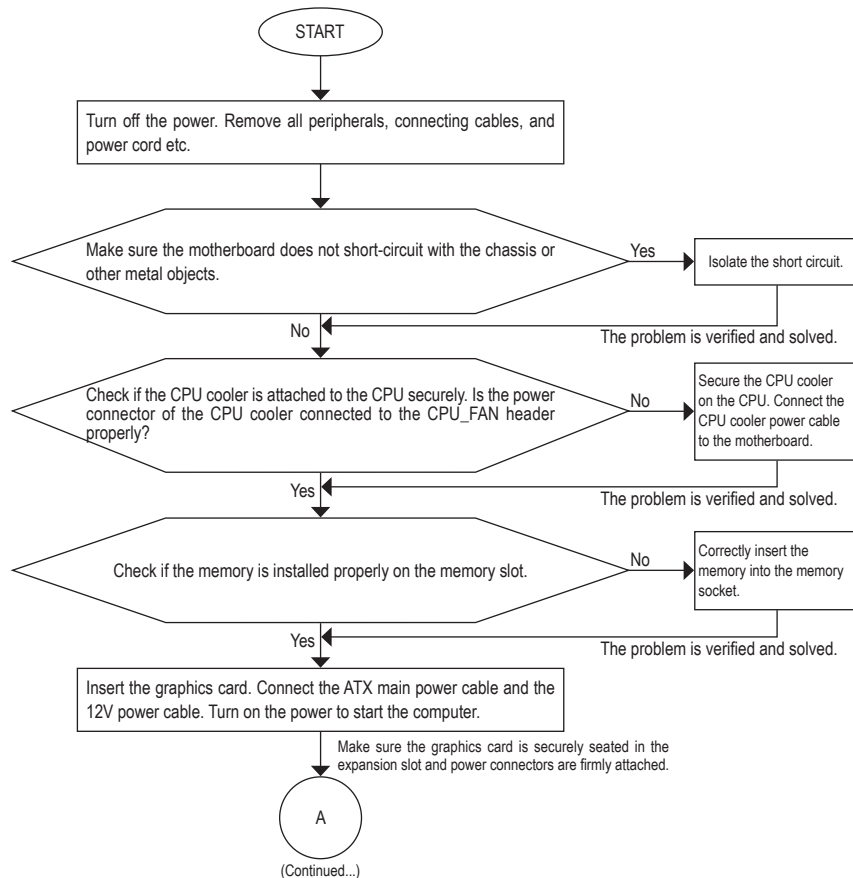 START
Turn off the power. Remove all peripherals, connecting cables, and
power cord etc.
Make sure the motherboard does not short-circuit with the chassis or
other metal objects.
Yes
Isolate the short circuit.
No
The problem is verified and solved.
Check if the CPU cooler is attached to the CPU securely. Is the power
connector of the CPU cooler connected to the CPU_FAN header
properly?
No
Secure the CPU cooler
on the CPU. Connect the
CPU cooler power cable
to the motherboard.
Yes
The problem is verified and solved.
Check if the memory is installed properly on the memory slot.
No
Correctly insert the
memory into the memory
socket.
Yes
The problem is verified and solved.
Insert the graphics card. Connect the ATX main power cable and the
12V power cable. Turn on the power to start the computer.
Make sure the graphics card is securely seated in the
expansion slot and power connectors are firmly attached.
A
(Continued...)